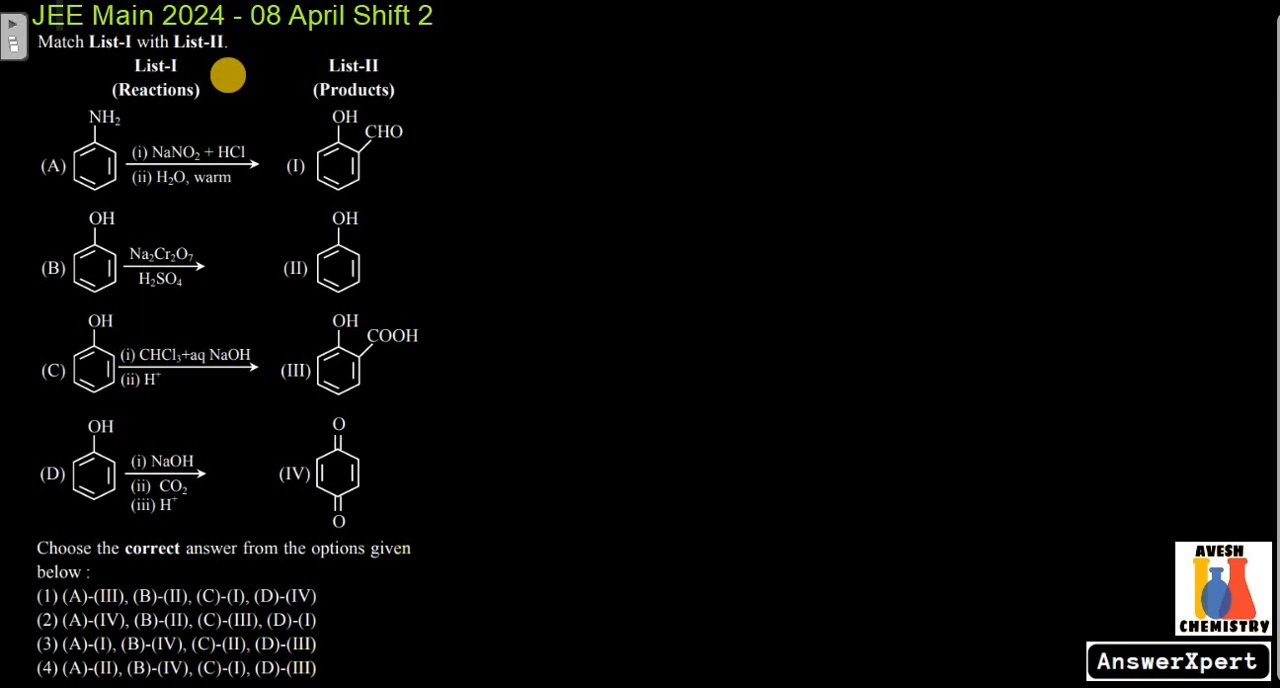 JEE Main 2024 - 08 April Shift 2
Match List-I with List-II.
List-I List-II
(Reactions) (Products)
NH₂ OH
CHO
(A) (i) NaNO₂ + HCl (I)
(ii) H₂O, warm
OH OH
(B) Na₂Cr₂O₇ (II)
H₂SO₄
OH OH
COOH
(C) (i) CHCl₃+aq NaOH (III)
(ii) H⁺
OH O
(D) (i) NaOH (IV)
(ii) CO₂
(iii) H⁺
O
Choose the correct answer from the options given
below :
(1) (A)-(III), (B)-(II), (C)-(I), (D)-(IV)
(2) (A)-(IV), (B)-(II), (C)-(III), (D)-(I)
(3) (A)-(I), (B)-(IV), (C)-(II), (D)-(III)
(4) (A)-(II), (B)-(IV), (C)-(I), (D)-(III)
AVESH
CHEMISTRY
AnswerXpert